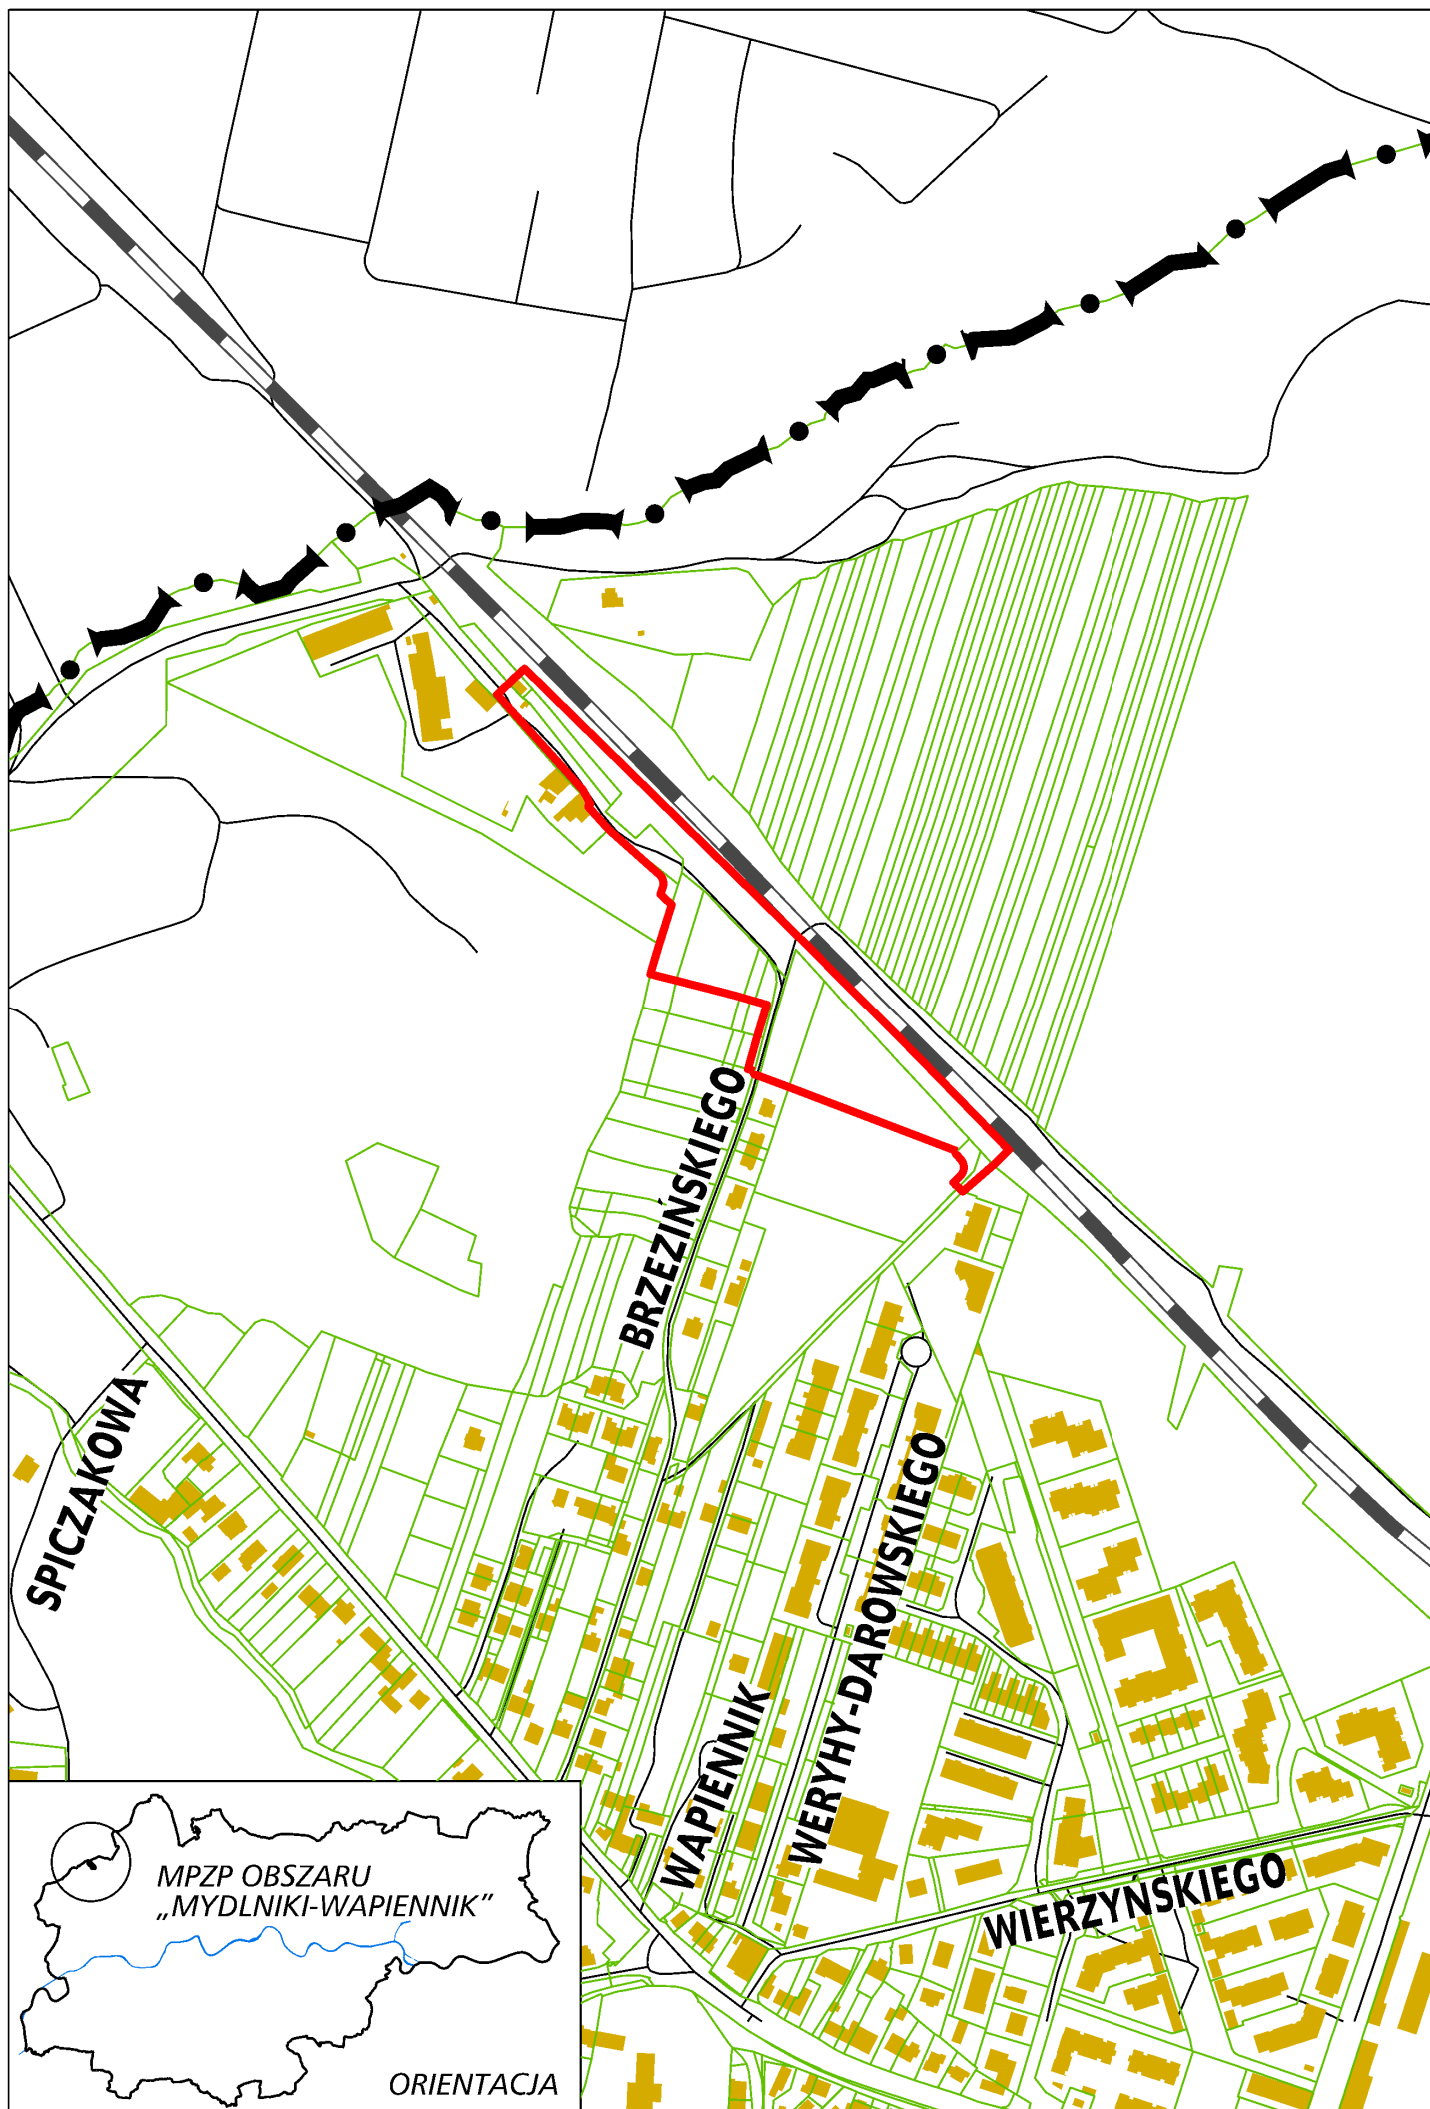 BRZEZIŃSKIEGO
SPICZAKOWA
WERYHY-DAROWSKIEGO
WAPIENNIK
WIERZYŃSKIEGO
MPZP OBSZARU
„MYDLNIKI-WAPIENNIK”
ORIENTACJA